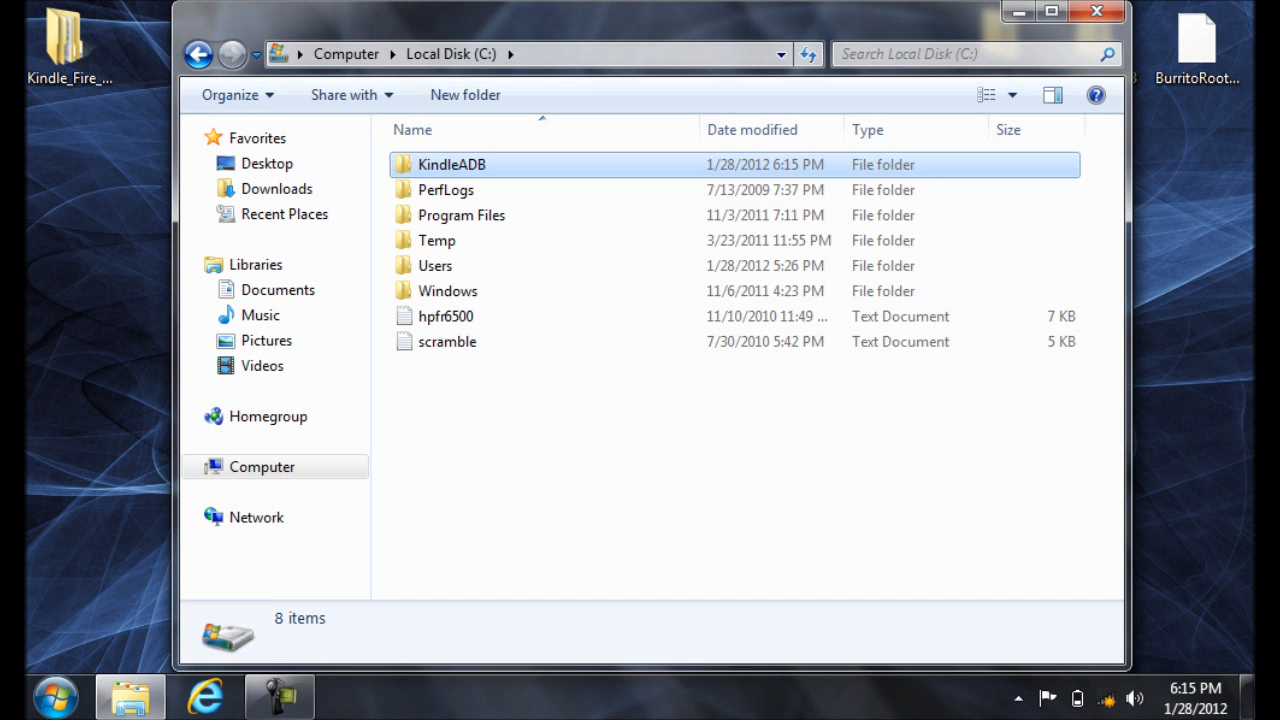 Kindle_Fire_...
BurritoRoot...
Computer
Local Disk (C:)
Search Local Disk (C:)
Organize
Share with
New folder
Name
Date modified
Type
Size
Favorites
Desktop
Downloads
Recent Places
Libraries
Documents
Music
Pictures
Videos
Homegroup
Computer
Network
KindleADB 1/28/2012 6:15 PM File folder
PerfLogs 7/13/2009 7:37 PM File folder
Program Files 11/3/2011 7:11 PM File folder
Temp 3/23/2011 11:55 PM File folder
Users 1/28/2012 5:26 PM File folder
Windows 11/6/2011 4:23 PM File folder
hpfr6500 11/10/2010 11:49 ... Text Document 7 KB
scramble 7/30/2010 5:42 PM Text Document 5 KB
8 items
6:15 PM
1/28/2012